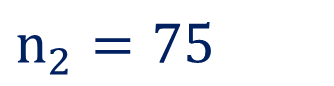 n₂ = 75